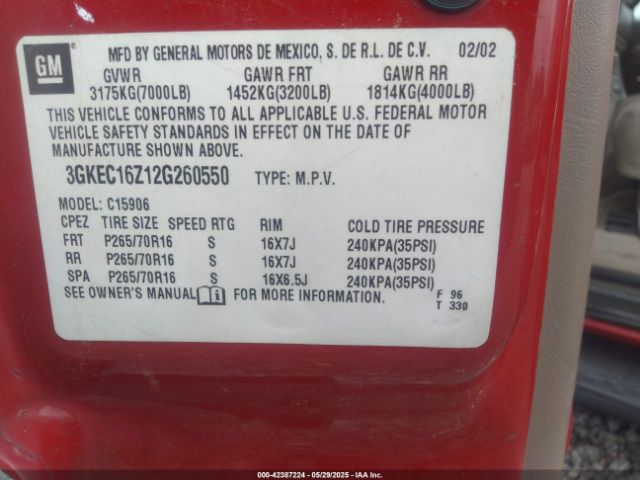 GM ®
MFD BY GENERAL MOTORS DE MEXICO, S. DE R.L. DE C.V. 02/02
GVWR GAWR FRT GAWR RR
3175KG(7000LB) 1452KG(3200LB) 1814KG(4000LB)
THIS VEHICLE CONFORMS TO ALL APPLICABLE U.S. FEDERAL MOTOR
VEHICLE SAFETY STANDARDS IN EFFECT ON THE DATE OF
MANUFACTURE SHOWN ABOVE.
3GKEC16Z12G260550 TYPE: M.P.V.
MODEL: C15906
CPEZ TIRE SIZE SPEED RTG RIM COLD TIRE PRESSURE
FRT P265/70R16 S 16X7J 240KPA(35PSI)
RR P265/70R16 S 16X7J 240KPA(35PSI)
SPA P265/70R16 S 16X6.5J 240KPA(35PSI)
SEE OWNER'S MANUAL FOR MORE INFORMATION.
F 96
T 330
000-42387224 - 05/29/2025 - IAA Inc.